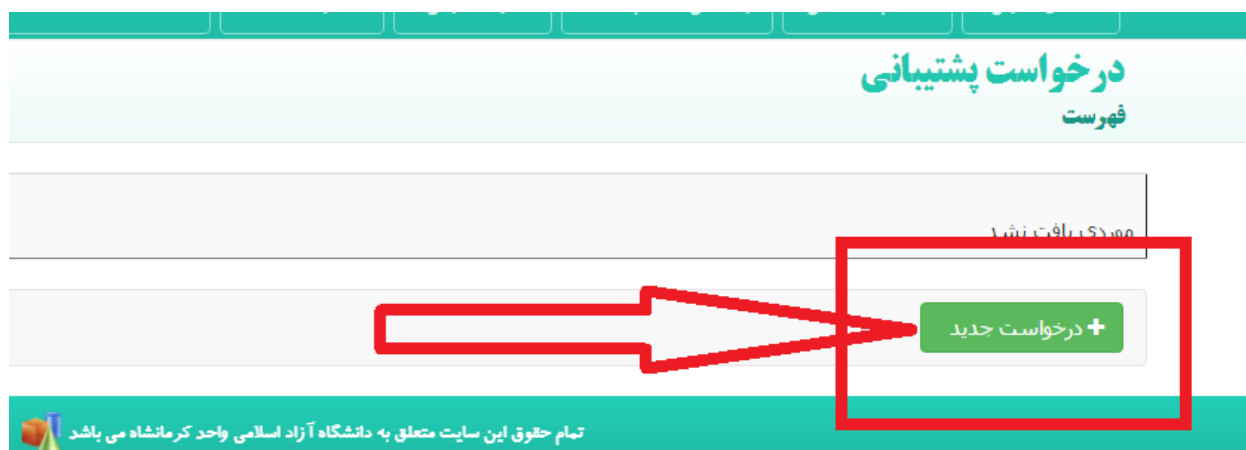 درخواست پشتیبانی
فهرست
موردی یافت نشد
+ درخواست جدید
تمام حقوق این سایت متعلق به دانشگاه آزاد اسلامی واحد کرمانشاه می باشد